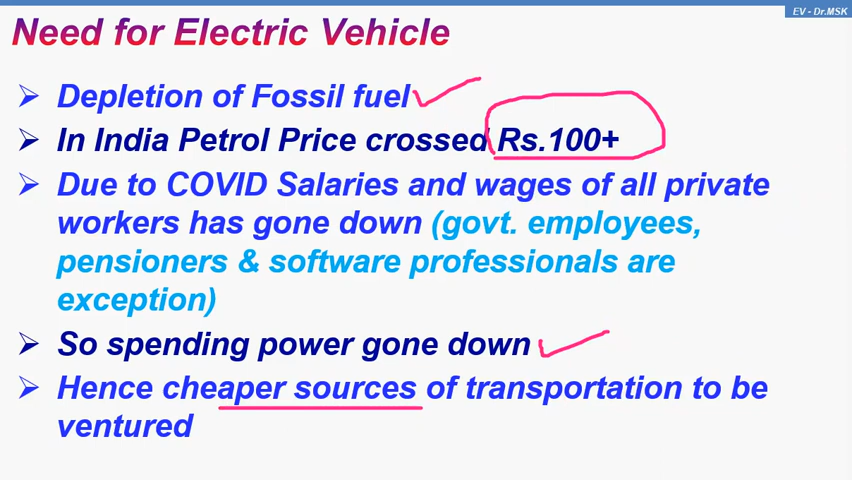 EV - Dr.MSK
Need for Electric Vehicle
Depletion of Fossil fuel
In India Petrol Price crossed Rs.100+
Due to COVID Salaries and wages of all private
workers has gone down (govt. employees,
pensioners & software professionals are
exception)
So spending power gone down
Hence cheaper sources of transportation to be
ventured